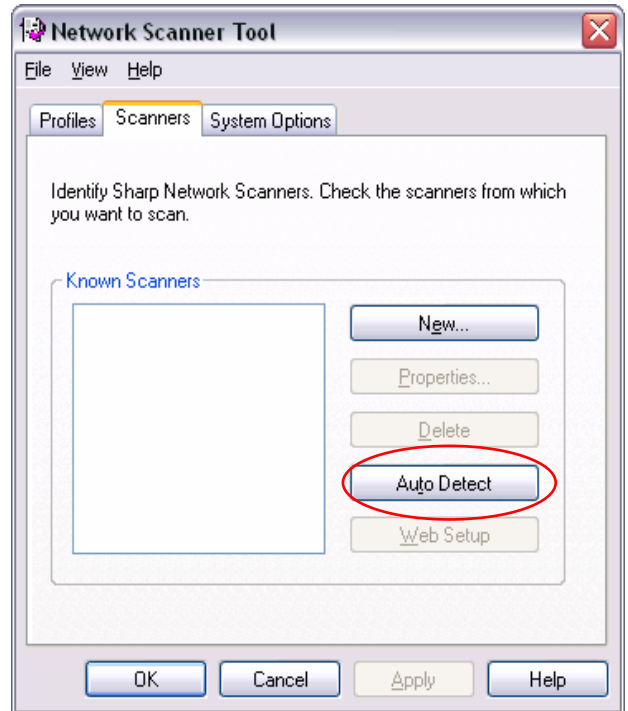 Network Scanner Tool
File View Help
Profiles Scanners System Options
Identify Sharp Network Scanners. Check the scanners from which
you want to scan.
Known Scanners
New...
Properties...
Delete
Auto Detect
Web Setup
OK Cancel Apply Help